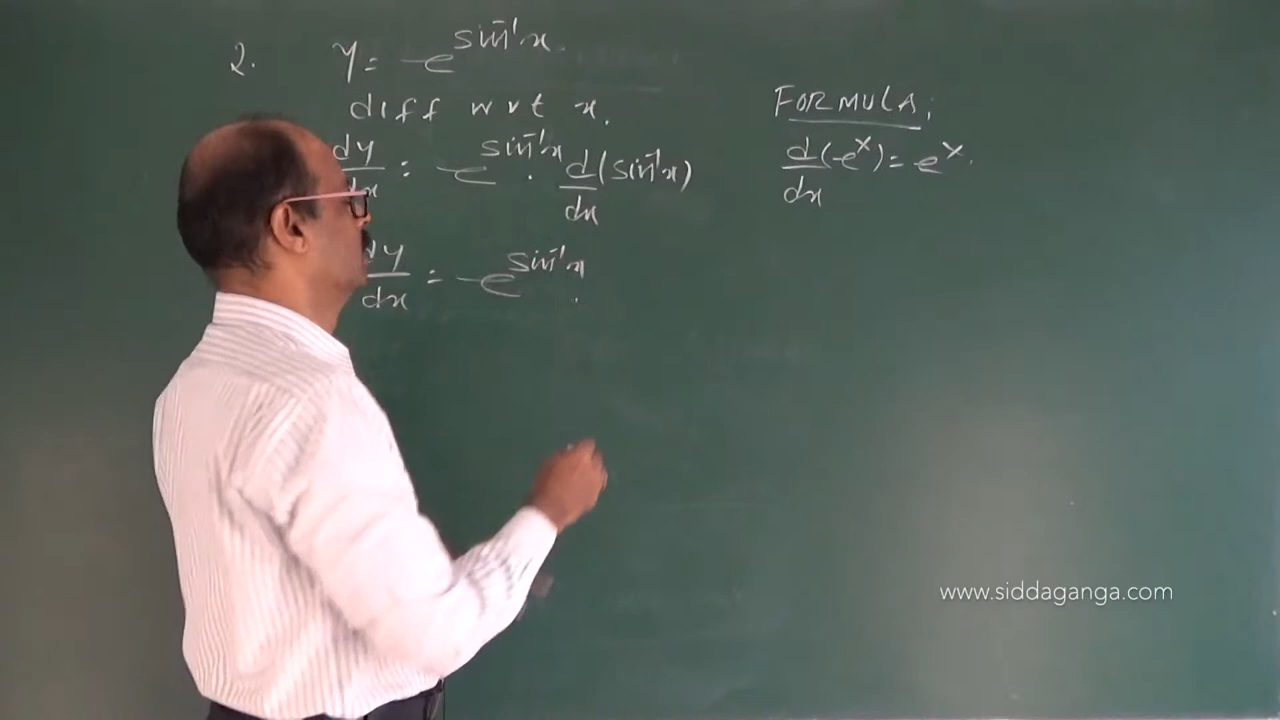 2. y = e^sin⁻¹x.
diff w r t x.
dy/dx = e^sin⁻¹x . d/dx (sin⁻¹x)
dy/dx = e^sin⁻¹x .
FORMULA;
d/dx (e^x) = e^x.
www.siddaganga.com